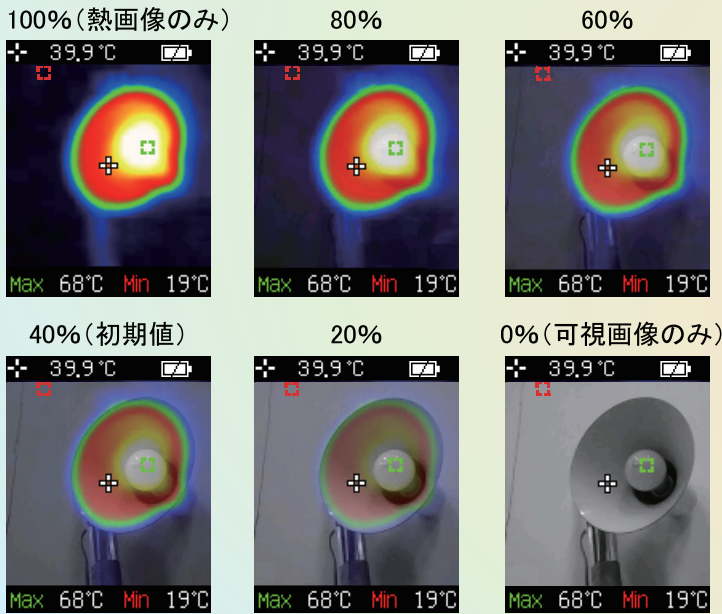 100%（熱画像のみ）
80%
60%
39.9℃
39.9℃
39.9℃
Max 68℃ Min 19℃
Max 68℃ Min 19℃
Max 68℃ Min 19℃
40%（初期値）
20%
0%（可視画像のみ）
39.9℃
39.9℃
39.9℃
Max 68℃ Min 19℃
Max 68℃ Min 19℃
Max 68℃ Min 19℃